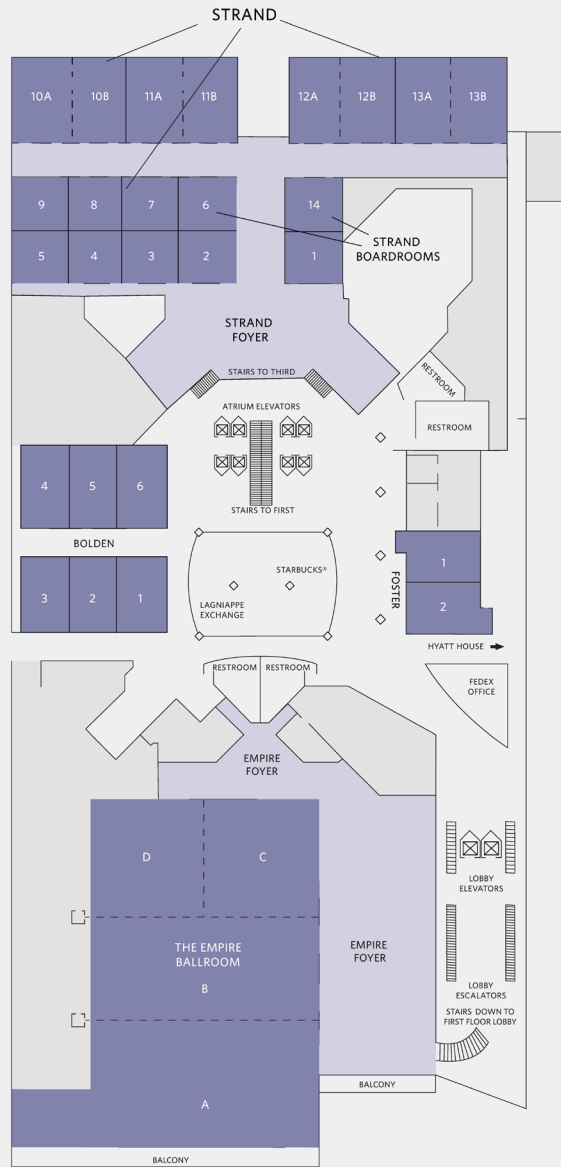 STRAND
10A
10B
11A
11B
12A
12B
13A
13B
9
8
7
6
14
5
4
3
2
1
STRAND
BOARDROOMS
STRAND
FOYER
STAIRS TO THIRD
RESTROOM
ATRIUM ELEVATORS
RESTROOM
4
5
6
STAIRS TO FIRST
BOLDEN
STARBUCKS®
1
3
2
1
LAGNIAPPE
EXCHANGE
FOSTER
2
HYATT HOUSE
RESTROOM
RESTROOM
FEDEX
OFFICE
EMPIRE
FOYER
D
C
LOBBY
ELEVATORS
THE EMPIRE
BALLROOM
B
EMPIRE
FOYER
LOBBY
ESCALATORS
STAIRS DOWN TO
FIRST FLOOR LOBBY
BALCONY
A
BALCONY